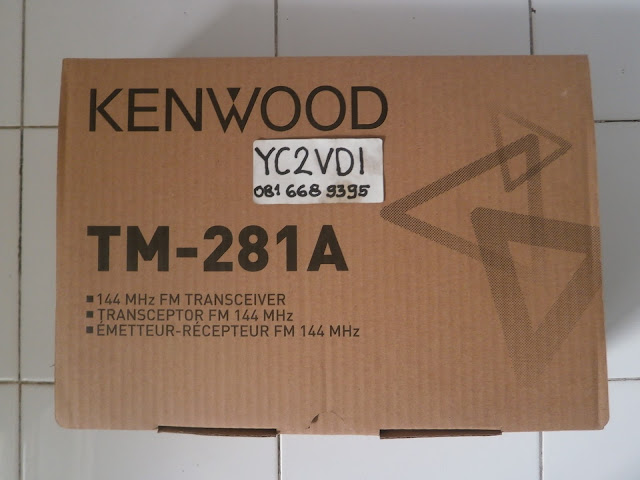 KENWOOD
YC2VD1
081 668 9395
TM-281A
▪144 MHz FM TRANSCEIVER
▪TRANSCEPTOR FM 144 MHz
▪ÉMETTEUR-RÉCEPTEUR FM 144 MHz